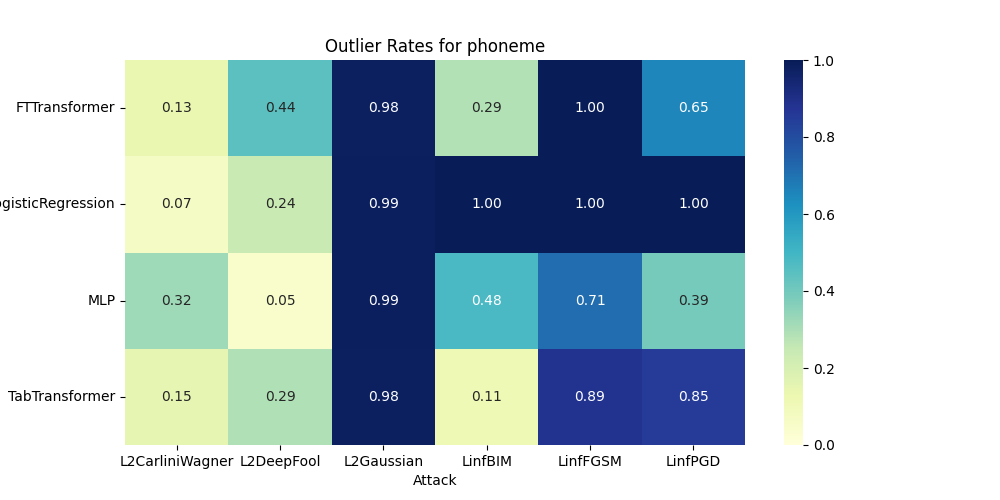 Outlier Rates for phoneme
1.0
FTTransformer 0.13 0.44 0.98 0.29 1.00 0.65
0.8
ogisticRegression 0.07 0.24 0.99 1.00 1.00 1.00
0.6
MLP 0.32 0.05 0.99 0.48 0.71 0.39
0.4
0.2
TabTransformer 0.15 0.29 0.98 0.11 0.89 0.85
0.0
L2CarliniWagner L2DeepFool L2Gaussian LinfBIM LinfFGSM LinfPGD
Attack